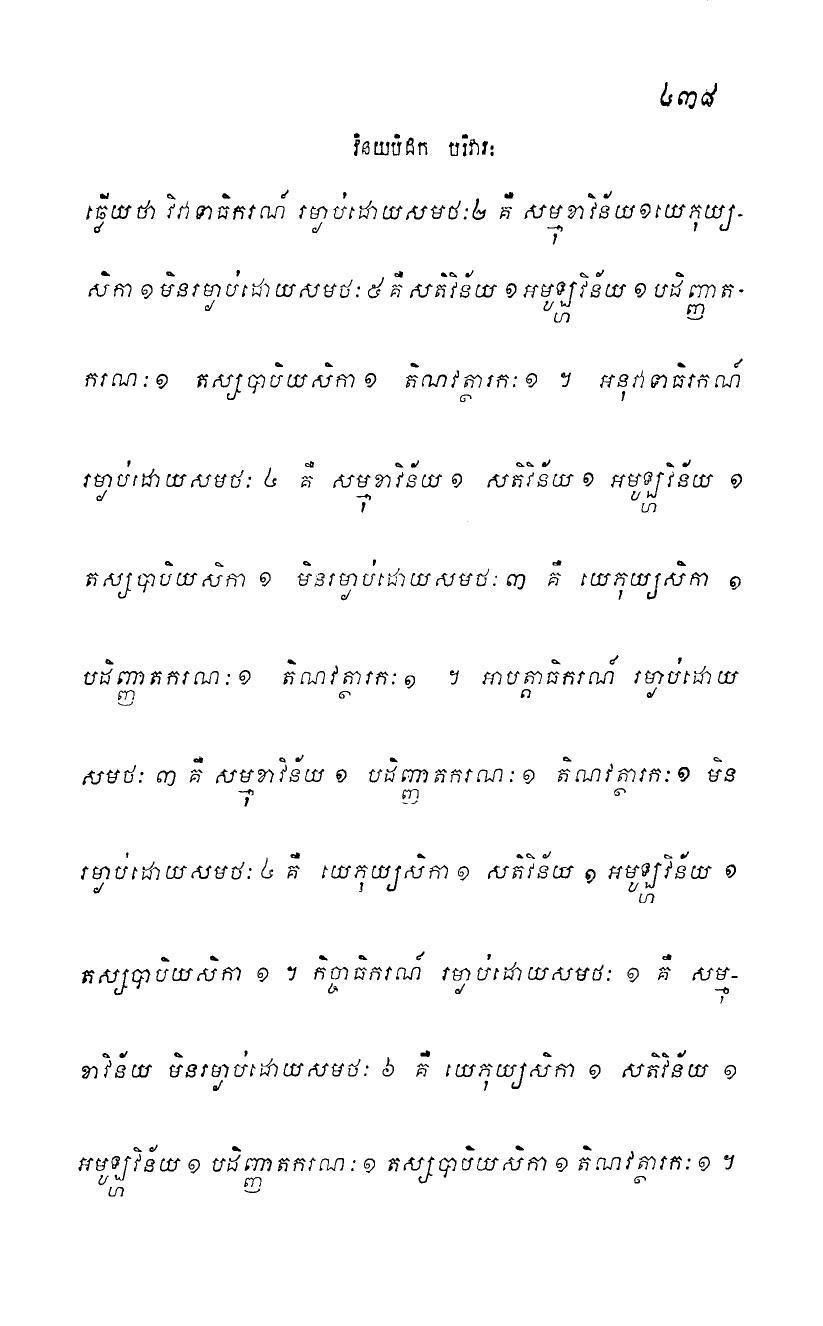 ៤៣៨
វិនយបិដក បរិវារៈ
ឆ្លើយថា វិវាទាធិករណ៍ រម្ងាប់ដោយសមថៈ២ គឺ សម្មុខាវិន័យ១យេភុយ្យ-
សិកា ១ មិនរម្ងាប់ដោយសមថៈ ៥ គឺ សតិវិន័យ ១ អមូឡ្ហវិន័យ ១ បដិញ្ញាត-
ករណៈ១ តស្សបាបិយសិកា ១ តិណវត្ថារកៈ ១ ។ អនុវាទាធិរកណ៍
រម្ងាប់ដោយសមថៈ ៤ គឺ សម្មុខាវិន័យ ១ សតិវិន័យ ១ អមូឡ្ហវិន័យ ១
តស្សបាបិយសិកា ១ មិនរម្ងាប់ដោយសមថៈ ៣ គឺ យេភុយ្យសិកា ១
បដិញ្ញាតករណៈ ១ តិណវត្ថារកៈ ១ ។ អាបត្តាធិករណ៍ រម្ងាប់ដោយ
សមថៈ ៣ គឺ សម្មុខាវិន័យ ១ បដិញ្ញាតករណៈ ១ តិណវត្ថារកៈ ១ មិន
រម្ងាប់ដោយសមថៈ ៤ គឺ យេភុយ្យសិកា ១ សតិវិន័យ ១ អមូឡ្ហវិន័យ ១
តស្សបាបិយសិកា ១ ។ កិច្ចាធិករណ៍ រម្ងាប់ដោយសមថៈ ១ គឺ សម្មុ-
ខាវិន័យ មិនរម្ងាប់ដោយសមថៈ ៦ គឺ យេភុយ្យសិកា ១ សតិវិន័យ ១
អមូឡ្ហវិន័យ ១ បដិញ្ញាតករណៈ ១ តស្សបាបិយសិកា ១ តិណវត្ថារកៈ ១ ។